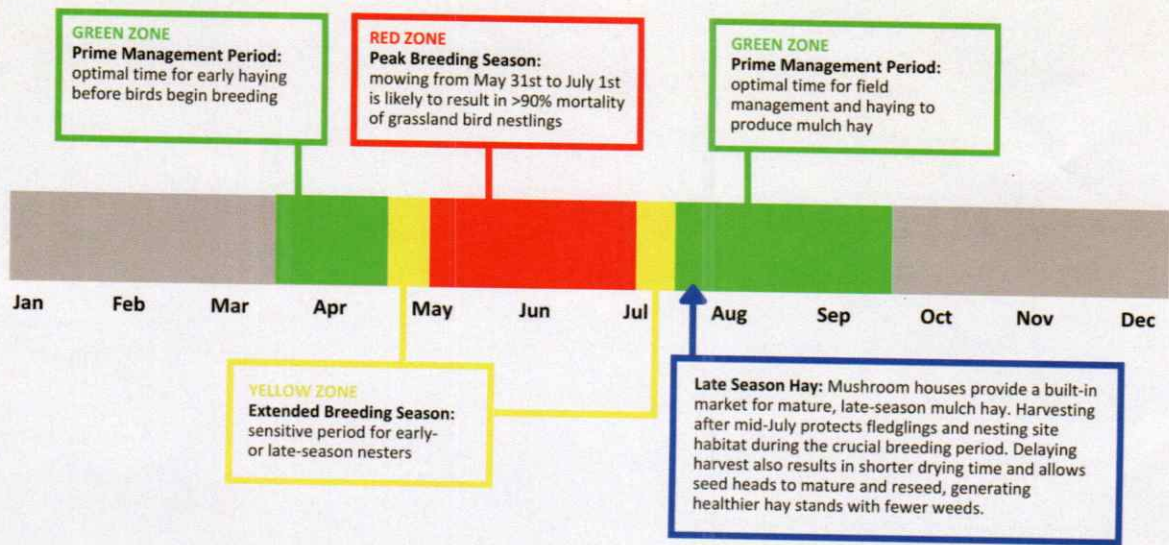 GREEN ZONE
Prime Management Period:
optimal time for early haying
before birds begin breeding
RED ZONE
Peak Breeding Season:
mowing from May 31st to July 1st
is likely to result in >90% mortality
of grassland bird nestlings
GREEN ZONE
Prime Management Period:
optimal time for field
management and haying to
produce mulch hay
Jan Feb Mar Apr May Jun Jul Aug Sep Oct Nov Dec
YELLOW ZONE
Extended Breeding Season:
sensitive period for early-
or late-season nesters
Late Season Hay: Mushroom houses provide a built-in
market for mature, late-season mulch hay. Harvesting
after mid-July protects fledglings and nesting site
habitat during the crucial breeding period. Delaying
harvest also results in shorter drying time and allows
seed heads to mature and reseed, generating
healthier hay stands with fewer weeds.